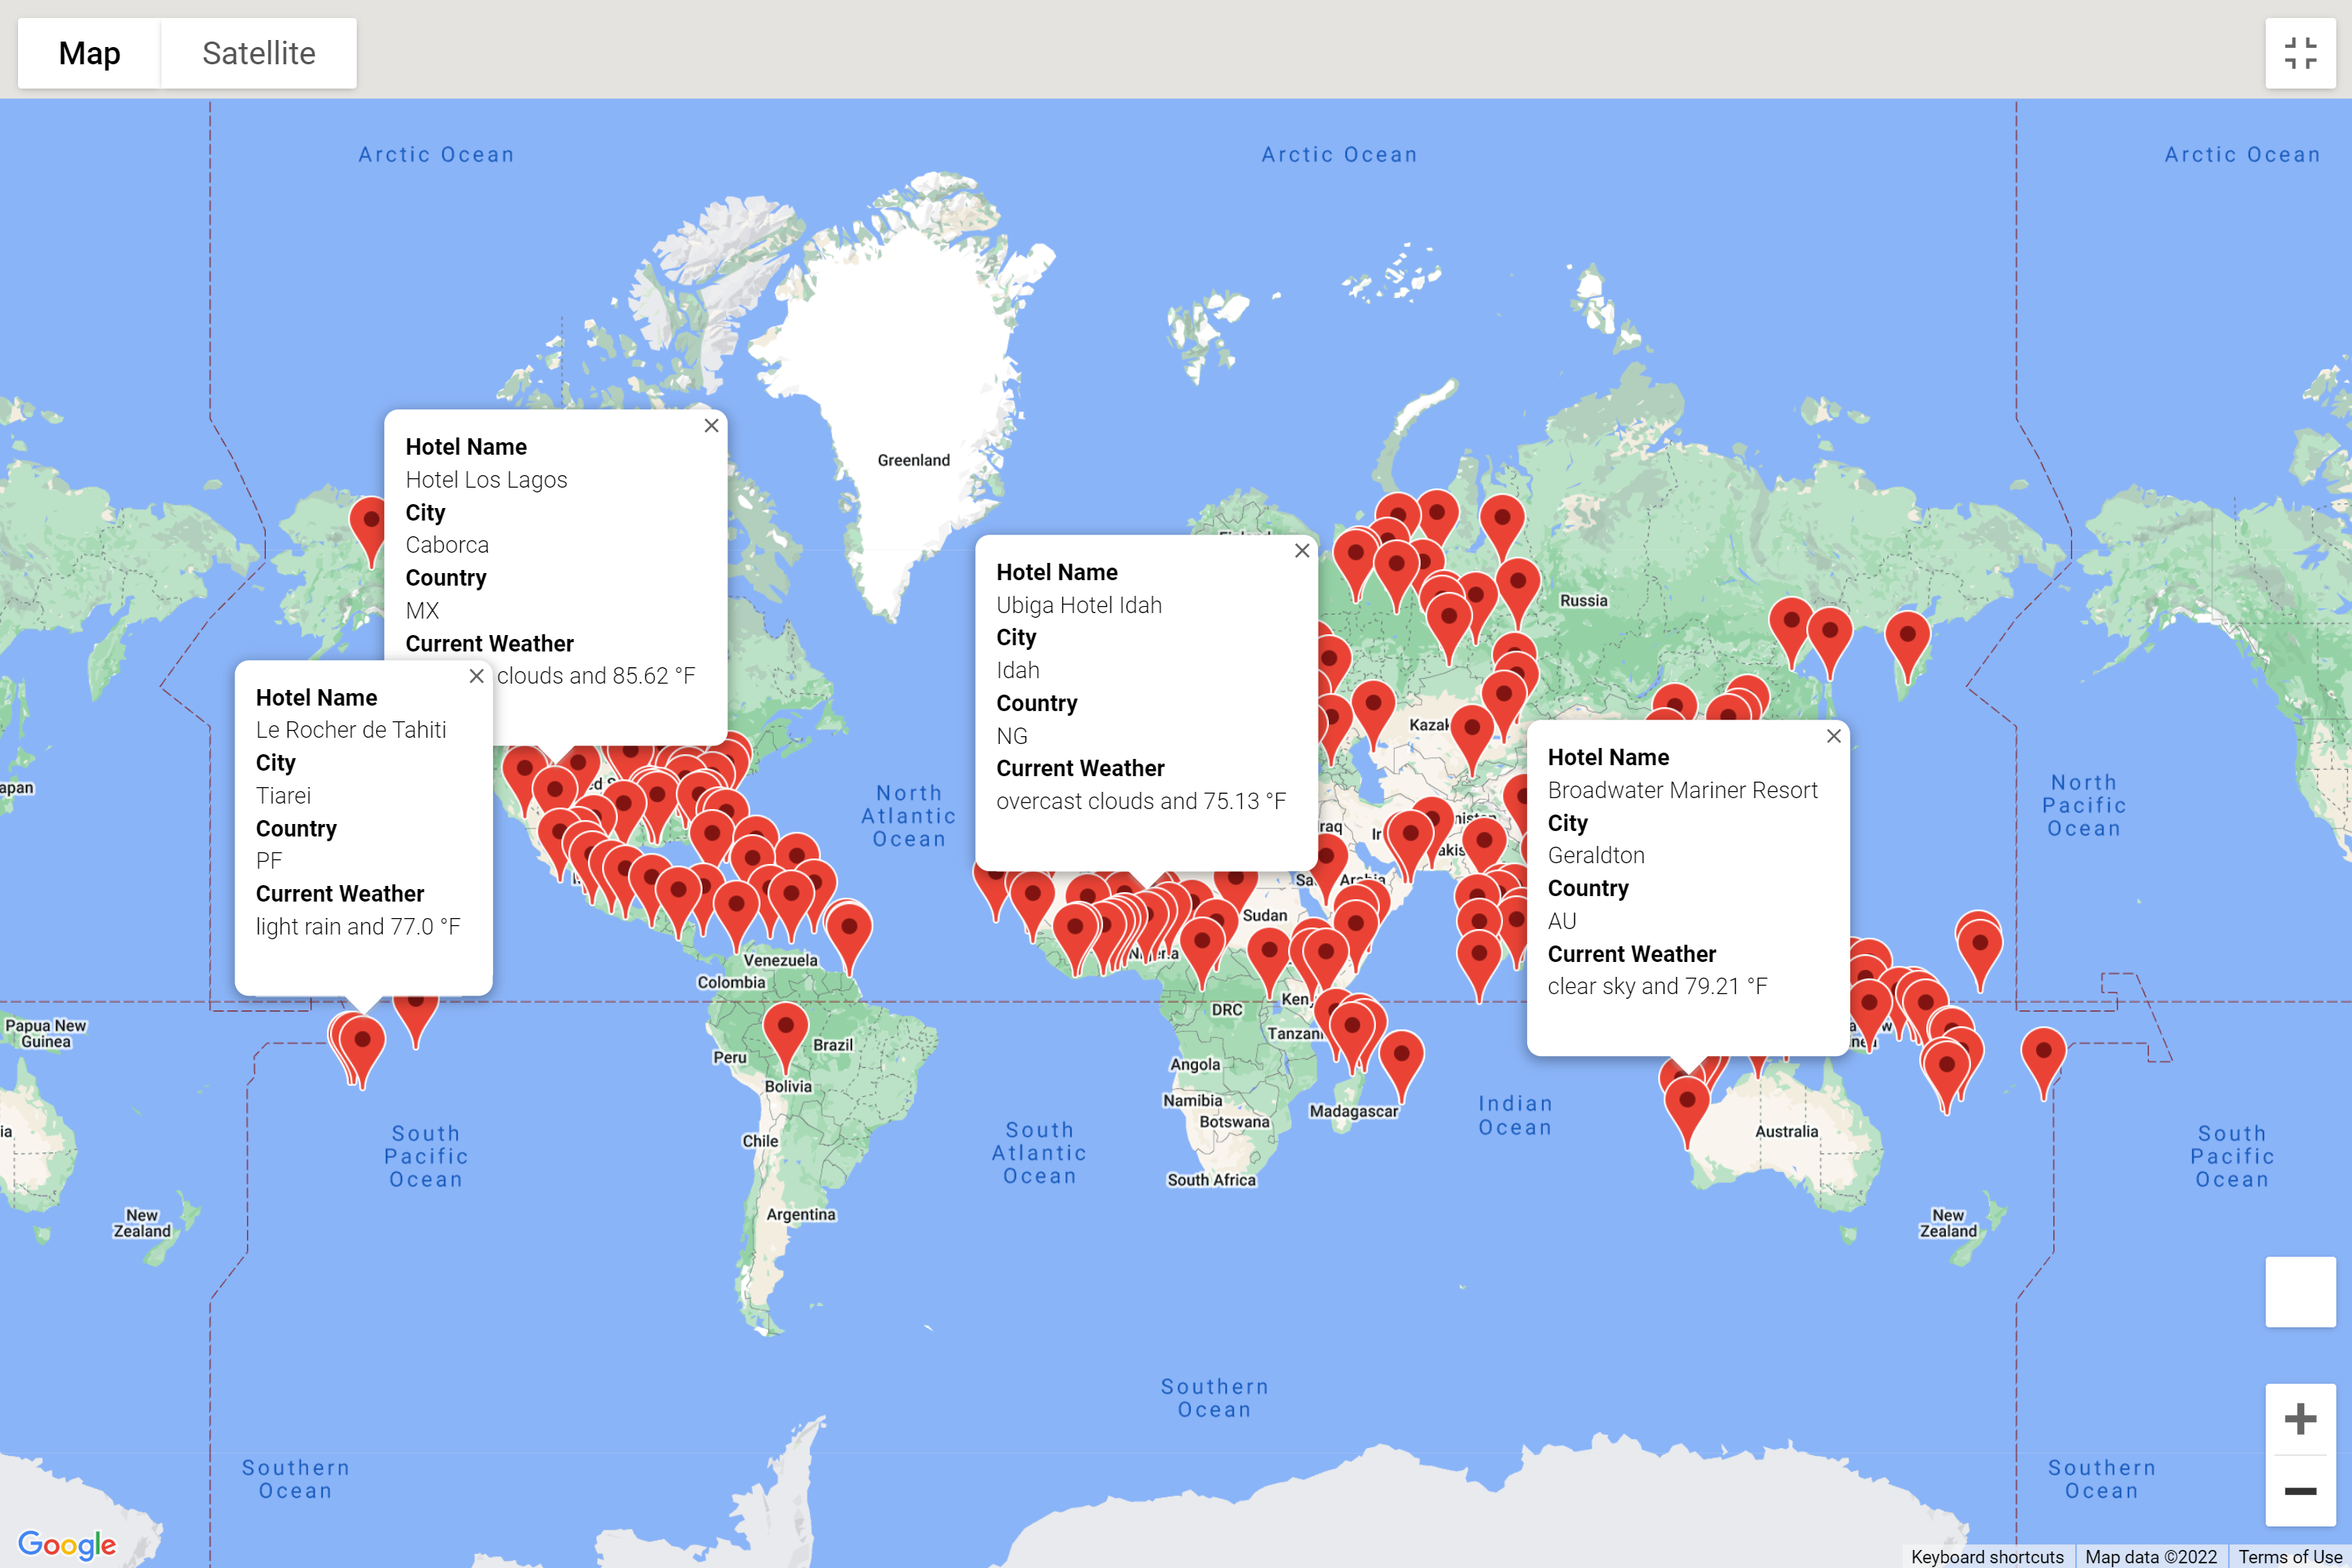 Map
Satellite
Arctic Ocean
Arctic Ocean
Arctic Ocean
Greenland
Russia
Hotel Name
Hotel Los Lagos
City
Caborca
Country
MX
Current Weather
clouds and 85.62 °F
Hotel Name
Ubiga Hotel Idah
City
Idah
Country
NG
Current Weather
overcast clouds and 75.13 °F
Hotel Name
Le Rocher de Tahiti
City
Tiarei
Country
PF
Current Weather
light rain and 77.0 °F
Hotel Name
Broadwater Mariner Resort
City
Geraldton
Country
AU
Current Weather
clear sky and 79.21 °F
North
Atlantic
Ocean
North
Pacific
Ocean
Sudan
Venezuela
Colombia
DRC
Papua New
Guinea
Brazil
Peru
Angola
Bolivia
Namibia
Madagascar
Botswana
Indian
Ocean
Australia
South
Pacific
Ocean
Chile
South
Atlantic
Ocean
South
Pacific
Ocean
South Africa
Argentina
New
Zealand
New
Zealand
Southern
Ocean
Southern
Ocean
Southern
Ocean
Google
Keyboard shortcuts
Map data ©2022
Terms of Use